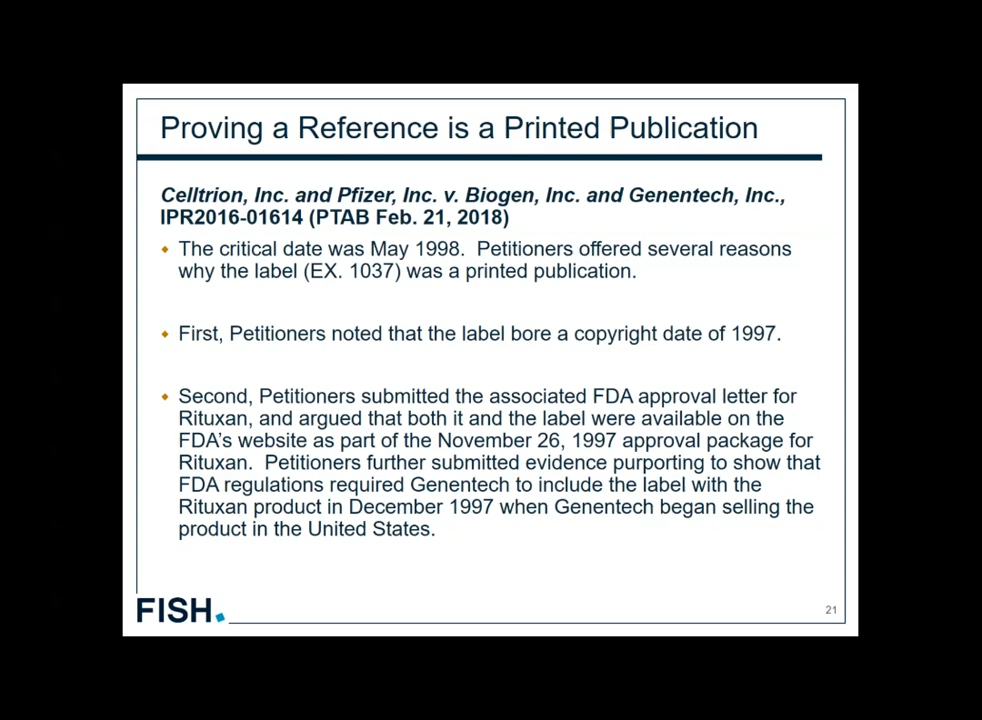 Proving a Reference is a Printed Publication
Celltrion, Inc. and Pfizer, Inc. v. Biogen, Inc. and Genentech, Inc.,
IPR2016-01614 (PTAB Feb. 21, 2018)
The critical date was May 1998.  Petitioners offered several reasons
why the label (EX. 1037) was a printed publication.
First, Petitioners noted that the label bore a copyright date of 1997.
Second, Petitioners submitted the associated FDA approval letter for
Rituxan, and argued that both it and the label were available on the
FDA's website as part of the November 26, 1997 approval package for
Rituxan.  Petitioners further submitted evidence purporting to show that
FDA regulations required Genentech to include the label with the
Rituxan product in December 1997 when Genentech began selling the
product in the United States.
FISH.
21